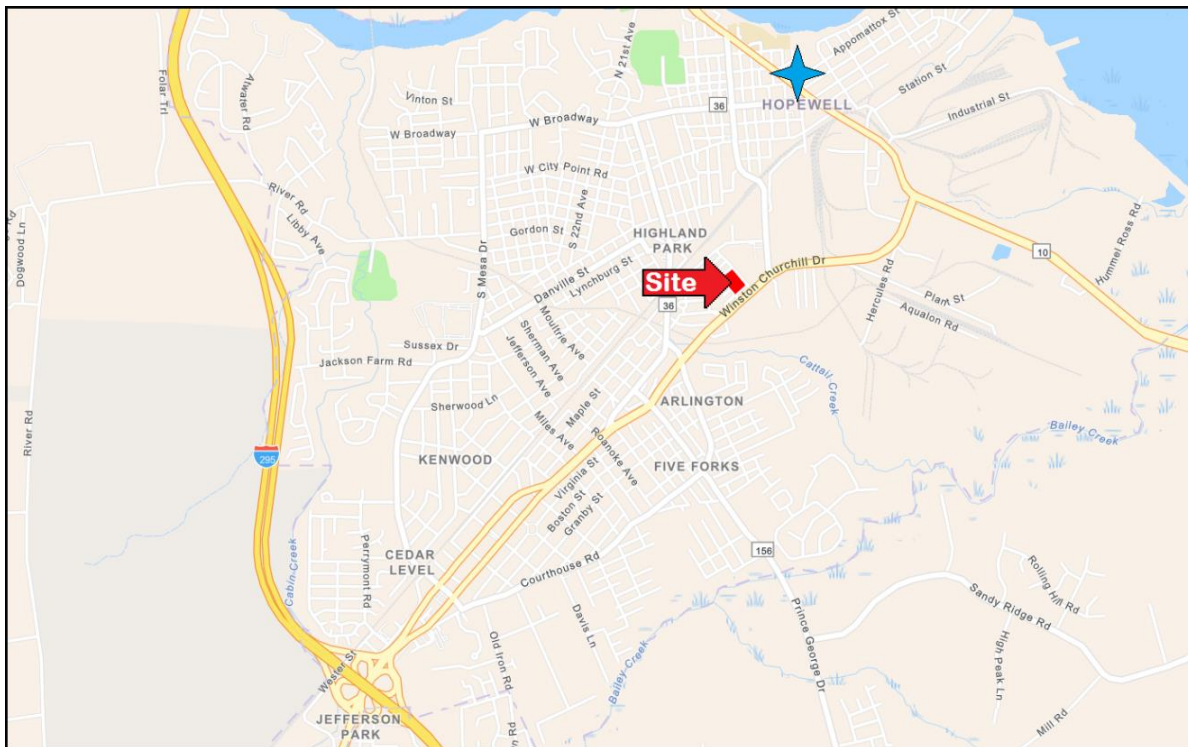 Appomattox St
N 21st Ave
Station St
Folar Trl
Atwater Rd
Vinton St
36
HOPEWELL
Industrial St
W Broadway
W Broadway
W City Point Rd
River Rd
Libby Ave
S 22nd Ave
Gordon St
HIGHLAND
PARK
Dogwood Ln
S Mesa Dr
Danville St
Lynchburg St
Site
Winston Churchill Dr
10
Hummel Ross Rd
36
Hercules Rd
Plant St
Aqualon Rd
Moultrie Ave
Sherman Ave
Jefferson Ave
Sussex Dr
Jackson Farm Rd
Cattail Creek
Sherwood Ln
Maple St
Miles Ave
ARLINGTON
River Rd
Roanoke Ave
Bailey Creek
295
KENWOOD
Virginia St
FIVE FORKS
Boston St
Granby St
Cabin Creek
Perrymont Rd
CEDAR
LEVEL
Courthouse Rd
156
Rolling Hill Rd
Sandy Ridge Rd
Davis Ln
Prince George Dr
Old Iron Rd
High Peak Ln
Wester St
Bailey Creek
JEFFERSON
PARK
Mill Rd